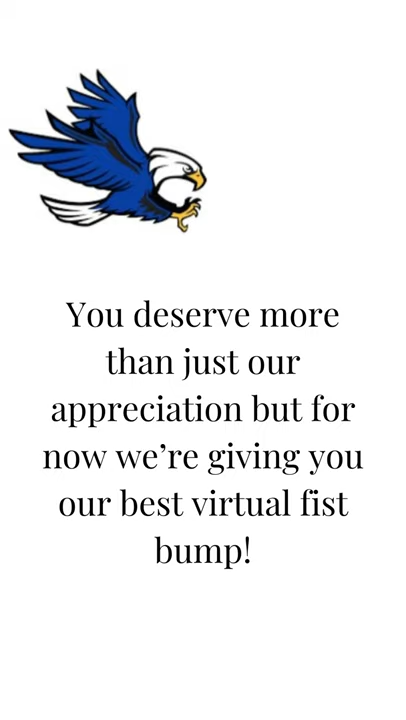 You deserve more
than just our
appreciation but for
now we’re giving you
our best virtual fist
bump!